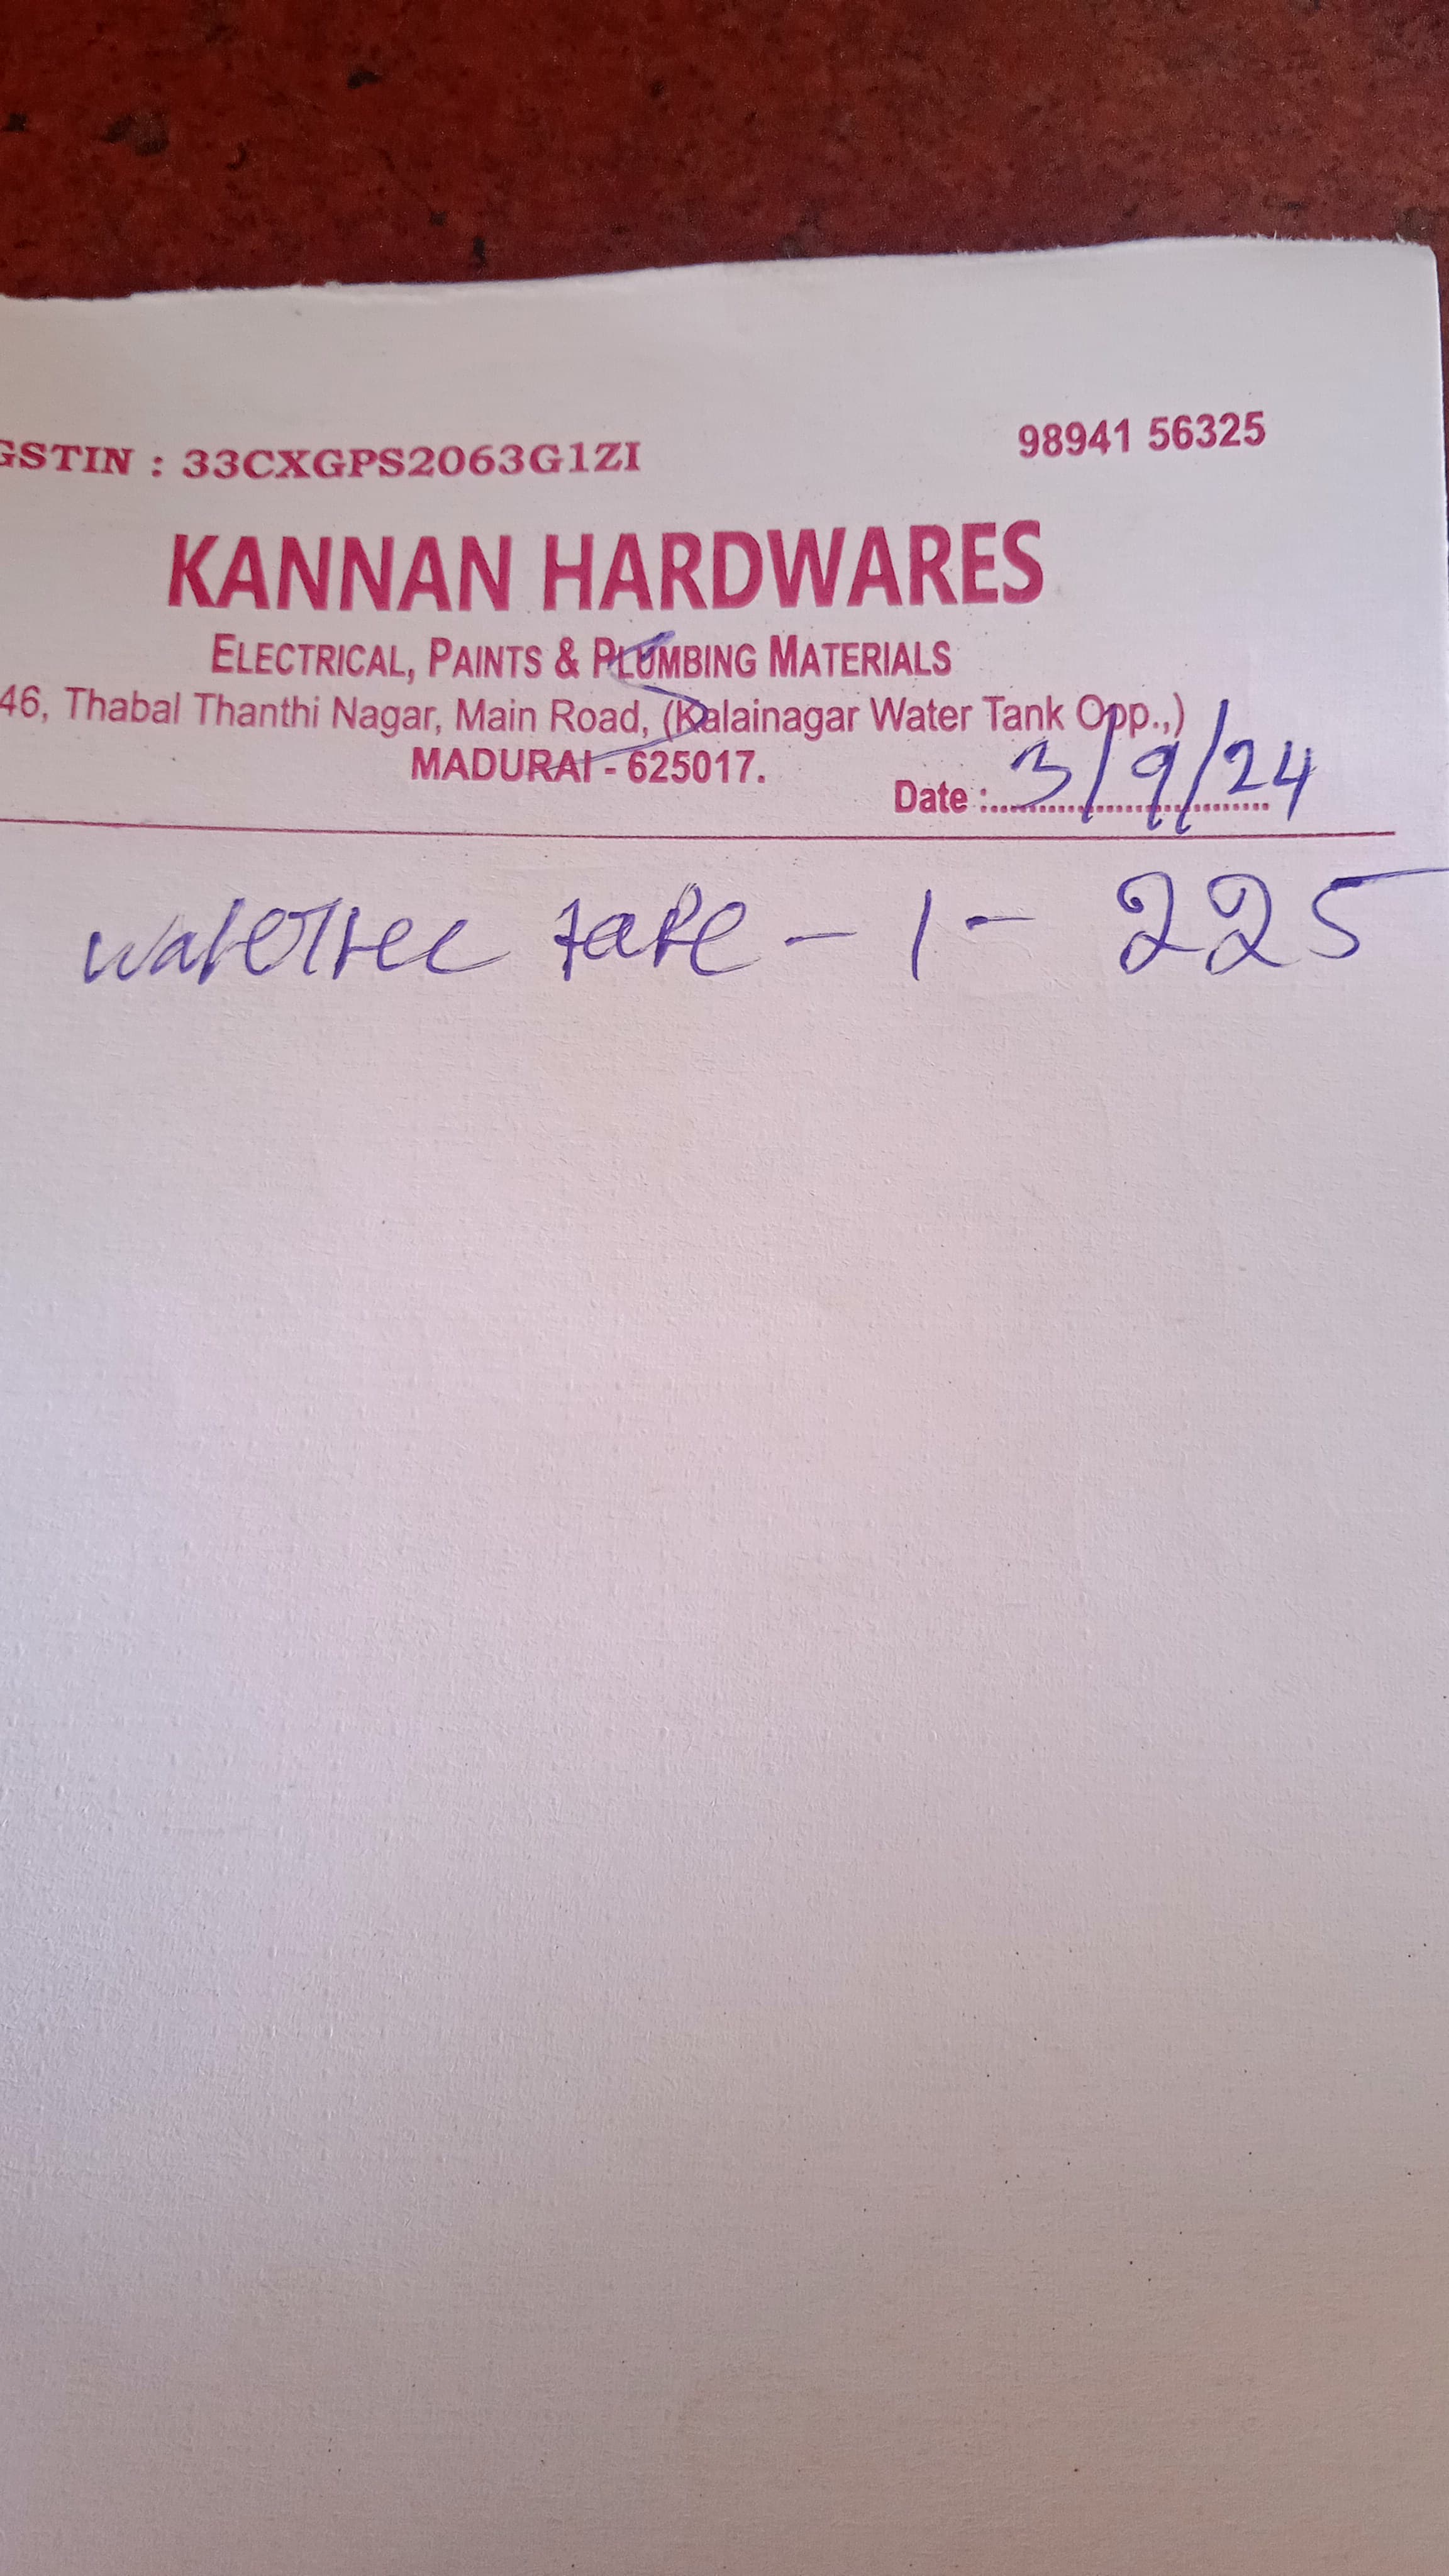 GSTIN : 33CXGPS2063G1ZI 98941 56325
KANNAN HARDWARES
ELECTRICAL, PAINTS & PLUMBING MATERIALS
46, Thabal Thanthi Nagar, Main Road, (Kalainagar Water Tank Opp.,)
MADURAI - 625017.
Date : 3/9/24
tape - 1 - 225